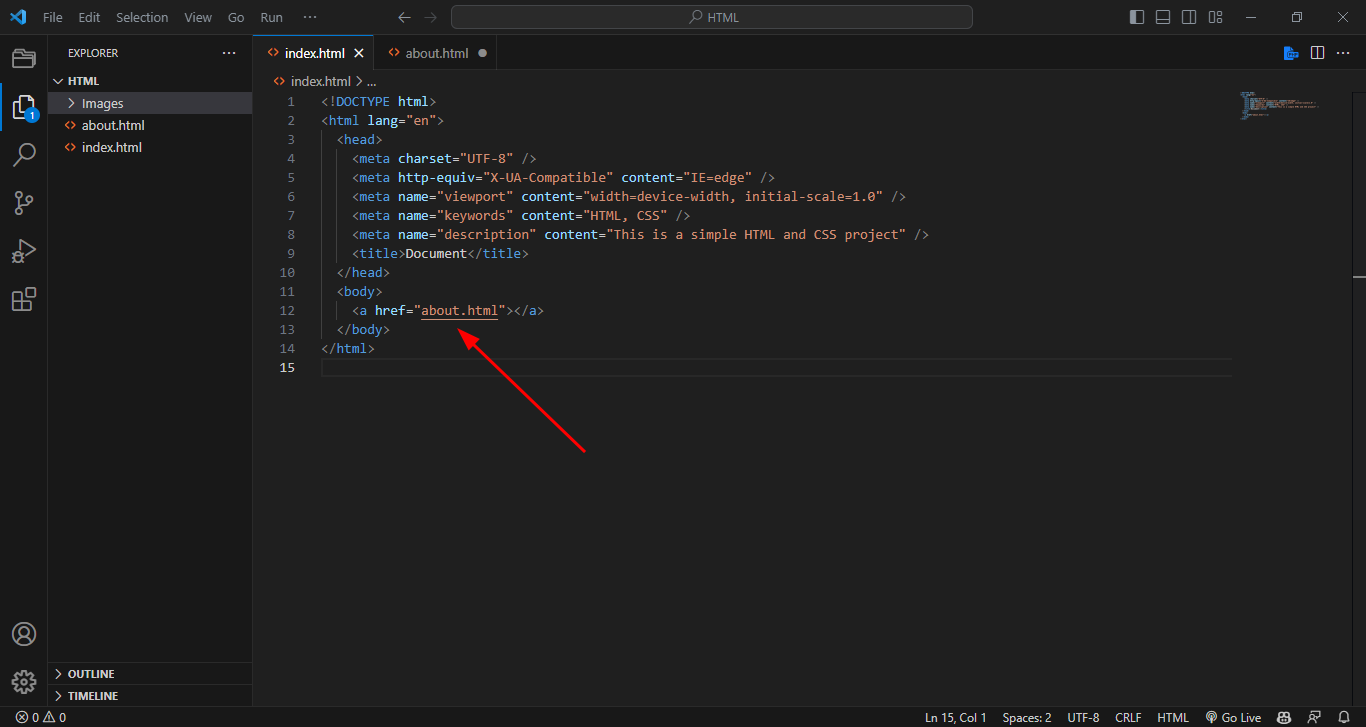 File Edit Selection View Go Run ··· HTML
EXPLORER ···
HTML
Images
about.html
index.html
OUTLINE
TIMELINE
index.html about.html
index.html > ...
1 <!DOCTYPE html>
2 <html lang="en">
3 <head>
4 <meta charset="UTF-8" />
5 <meta http-equiv="X-UA-Compatible" content="IE=edge" />
6 <meta name="viewport" content="width=device-width, initial-scale=1.0" />
7 <meta name="keywords" content="HTML, CSS" />
8 <meta name="description" content="This is a simple HTML and CSS project" />
9 <title>Document</title>
10 </head>
11 <body>
12 <a href="about.html"></a>
13 </body>
14 </html>
15
1
0 0 Ln 15, Col 1 Spaces: 2 UTF-8 CRLF HTML Go Live